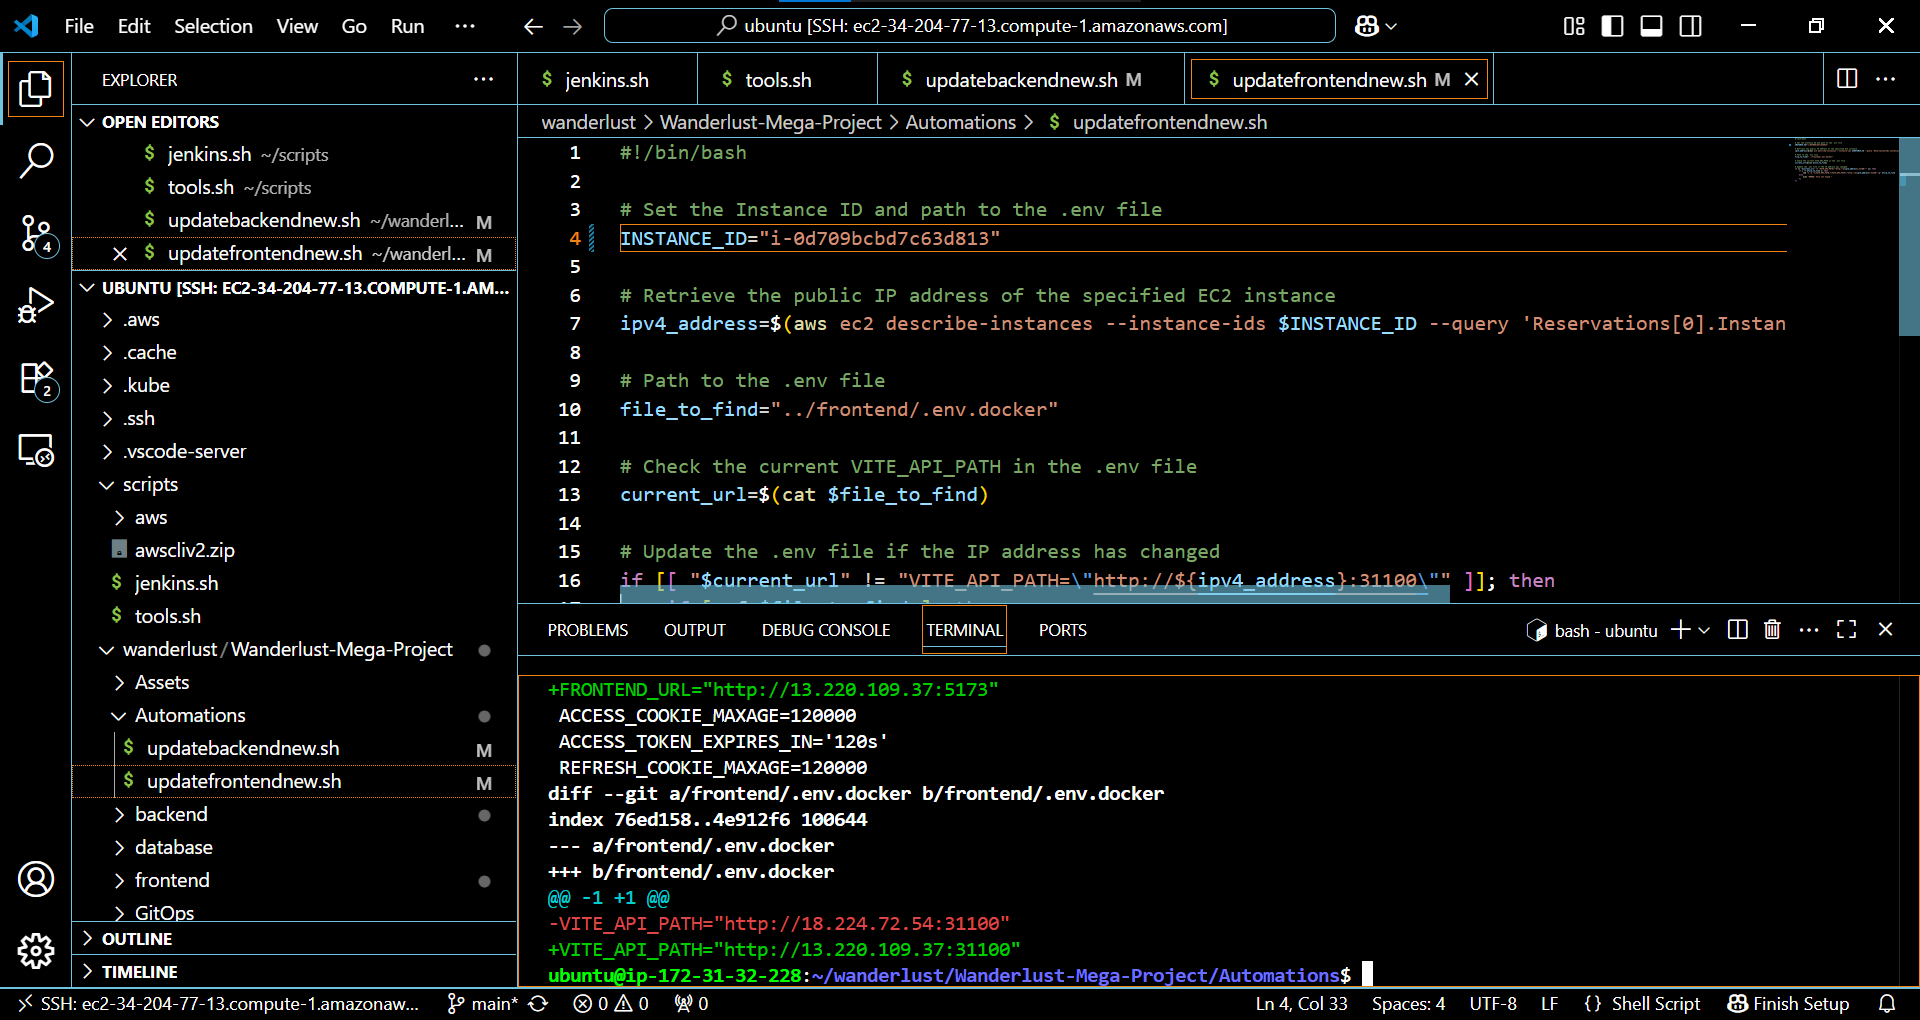 File Edit Selection View Go Run ···
ubuntu [SSH: ec2-34-204-77-13.compute-1.amazonaws.com]
EXPLORER
OPEN EDITORS
jenkins.sh ~/scripts
tools.sh ~/scripts
updatebackendnew.sh ~/wanderl... M
updatefrontendnew.sh ~/wanderl... M
UBUNTU [SSH: EC2-34-204-77-13.COMPUTE-1.AM...
.aws
.cache
.kube
.ssh
.vscode-server
scripts
aws
awscliv2.zip
jenkins.sh
tools.sh
wanderlust/Wanderlust-Mega-Project
Assets
Automations
updatebackendnew.sh M
updatefrontendnew.sh M
backend
database
frontend
GitOps
OUTLINE
TIMELINE
4
2
jenkins.sh
tools.sh
updatebackendnew.sh M
updatefrontendnew.sh M
wanderlust > Wanderlust-Mega-Project > Automations > $ updatefrontendnew.sh
1 #!/bin/bash
2
3 # Set the Instance ID and path to the .env file
4 INSTANCE_ID="i-0d709bcbd7c63d813"
5
6 # Retrieve the public IP address of the specified EC2 instance
7 ipv4_address=$(aws ec2 describe-instances --instance-ids $INSTANCE_ID --query 'Reservations[0].Instan
8
9 # Path to the .env file
10 file_to_find="../frontend/.env.docker"
11
12 # Check the current VITE_API_PATH in the .env file
13 current_url=$(cat $file_to_find)
14
15 # Update the .env file if the IP address has changed
16 if [[ "$current_url" != "VITE_API_PATH=\"http://${ipv4_address}:31100\"" ]]; then
PROBLEMS OUTPUT DEBUG CONSOLE TERMINAL PORTS
bash - ubuntu
+FRONTEND_URL="http://13.220.109.37:5173"
ACCESS_COOKIE_MAXAGE=120000
ACCESS_TOKEN_EXPIRES_IN='120s'
REFRESH_COOKIE_MAXAGE=120000
diff --git a/frontend/.env.docker b/frontend/.env.docker
index 76ed158..4e912f6 100644
--- a/frontend/.env.docker
+++ b/frontend/.env.docker
@@ -1 +1 @@
-VITE_API_PATH="http://18.224.72.54:31100"
+VITE_API_PATH="http://13.220.109.37:31100"
ubuntu@ip-172-31-32-228:~/wanderlust/Wanderlust-Mega-Project/Automations$
SSH: ec2-34-204-77-13.compute-1.amazonaw... main* 0 0 0 Ln 4, Col 33 Spaces: 4 UTF-8 LF {} Shell Script Finish Setup